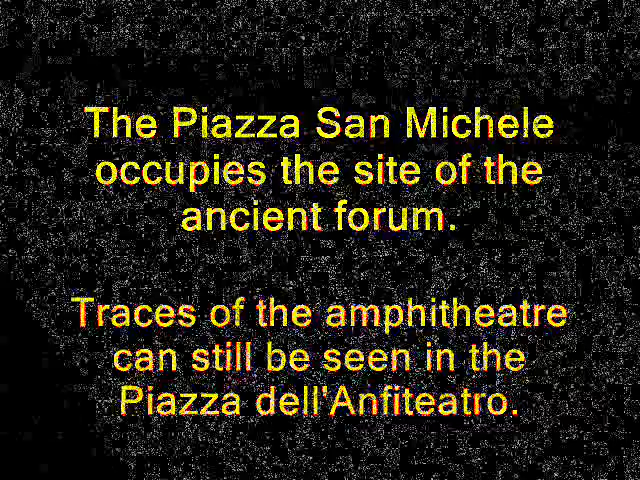 The Piazza San Michele
occupies the site of the
ancient forum.
Traces of the amphitheatre
can still be seen in the
Piazza dell'Anfiteatro.